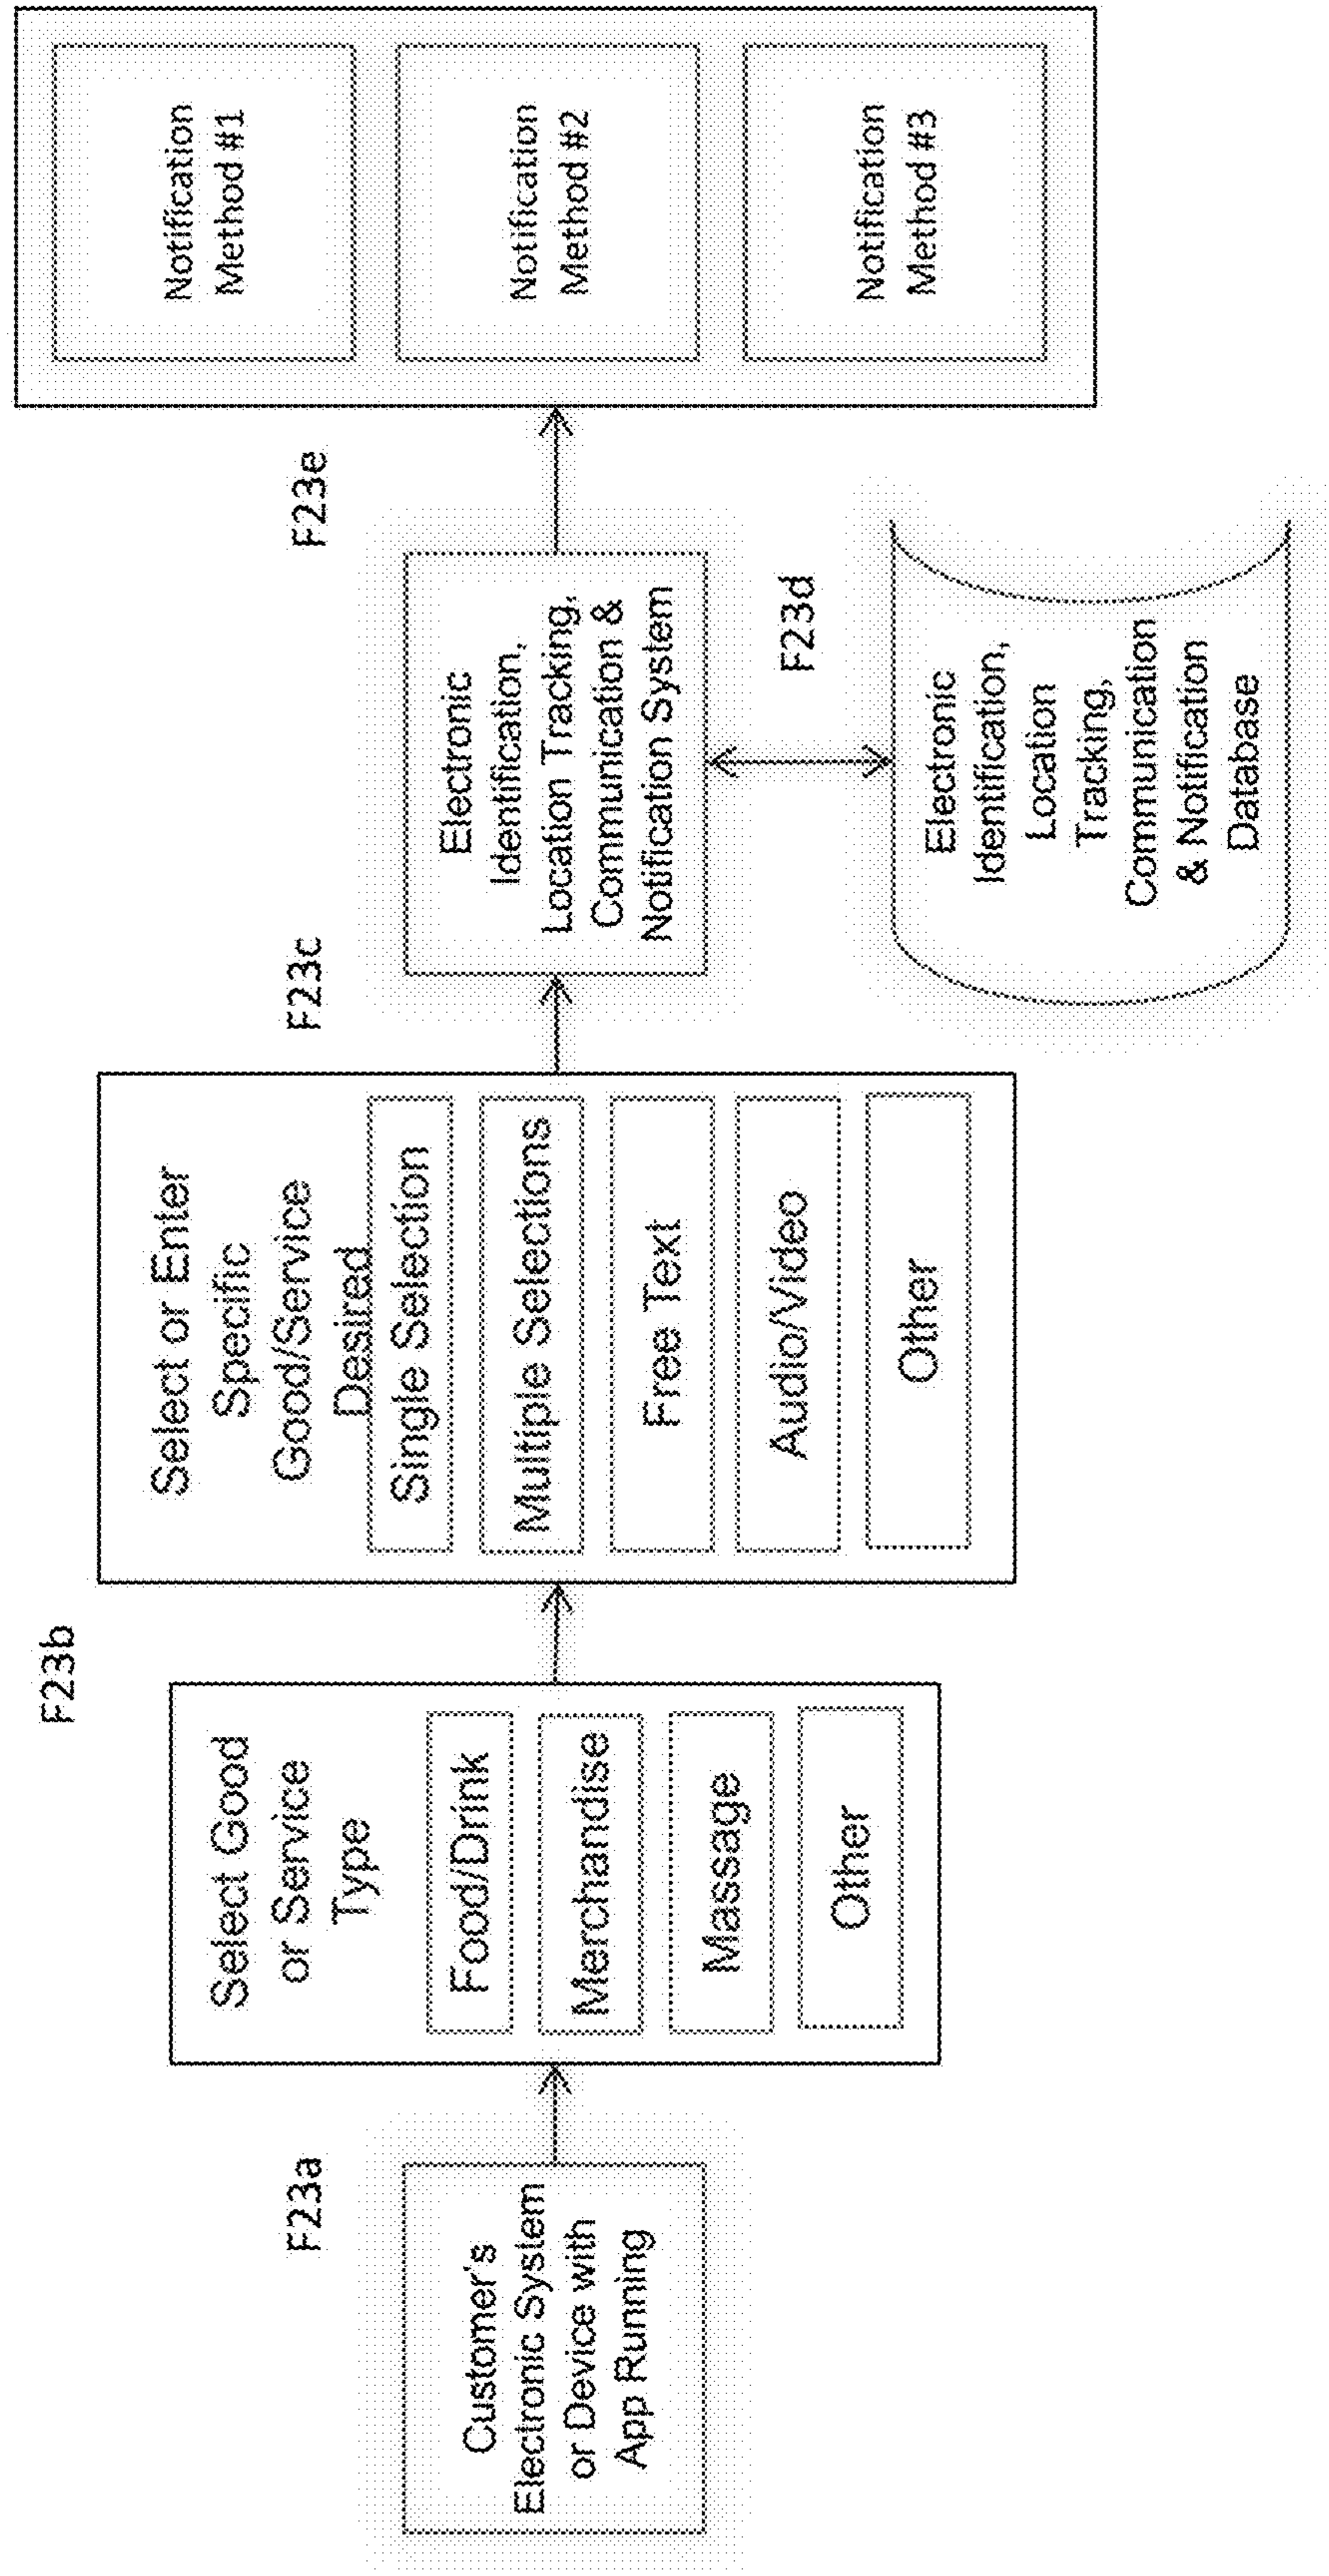 F23a
Customer's
Electronic System
or Device with
App Running
Select Good
or Service
Type
Food/Drink
Merchandise
Massage
Other
F23b
Select or Enter
Specific
Good/Service
Desired
Single Selection
Multiple Selections
Free Text
Audio/Video
Other
F23c
Electronic
Identification,
Location Tracking,
Communication &
Notification System
F23d
Electronic
Identification,
Location
Tracking,
Communication
& Notification
Database
F23e
Notification
Method #1
Notification
Method #2
Notification
Method #3